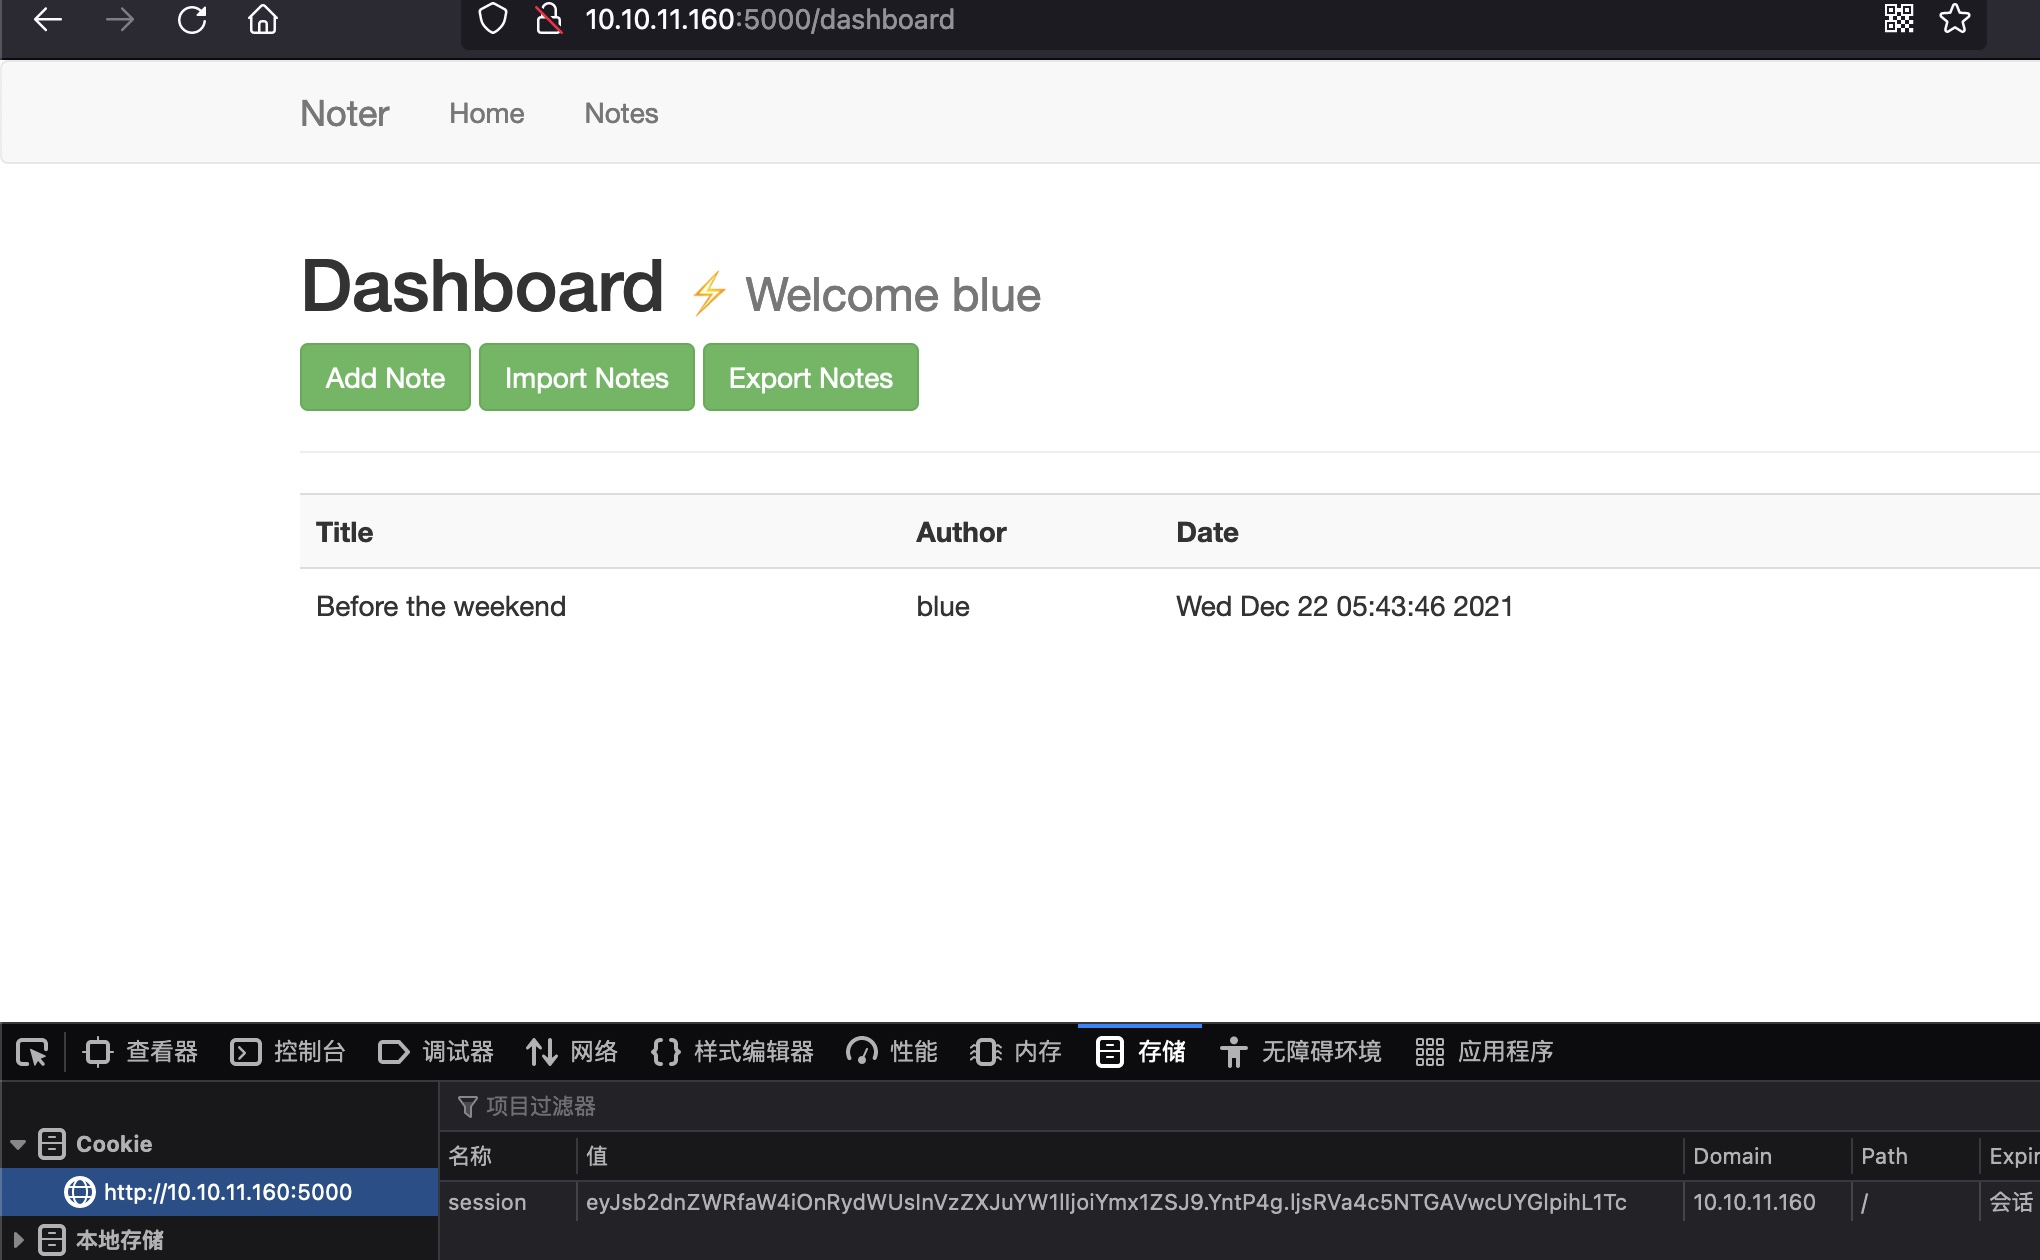 10.10.11.160:5000/dashboard
Noter Home Notes
Dashboard ⚡ Welcome blue
Add Note Import Notes Export Notes
Title Author Date
Before the weekend blue Wed Dec 22 05:43:46 2021
查看器 控制台 调试器 网络 样式编辑器 性能 内存 存储 无障碍环境 应用程序
项目过滤器
Cookie
名称 值 Domain Path Expir
http://10.10.11.160:5000
session eyJsb2dnZWRfaW4iOnRydWUsInVzZXJuYW1lIjoiYmx1ZSJ9.YntP4g.ljsRVa4c5NTGAVwcUYGlpihL1Tc 10.10.11.160 / 会话
本地存储